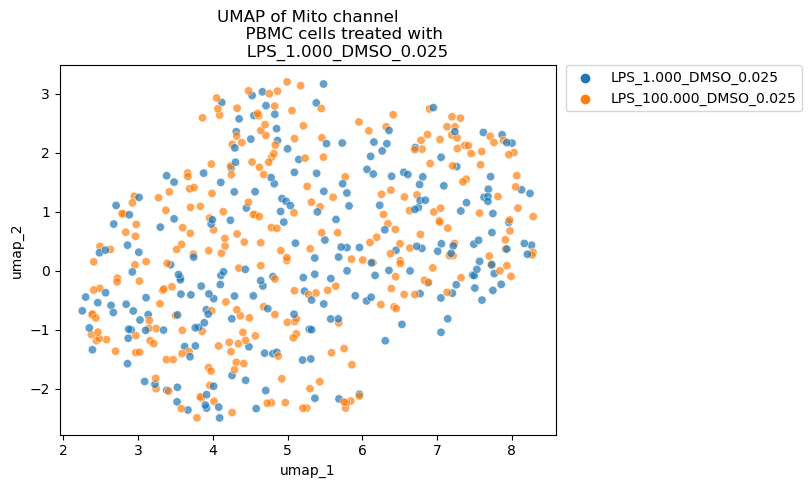 UMAP of Mito channel
PBMC cells treated with
LPS_1.000_DMSO_0.025
LPS_1.000_DMSO_0.025
LPS_100.000_DMSO_0.025
3
2
1
0
−1
−2
umap_2
2 3 4 5 6 7 8
umap_1